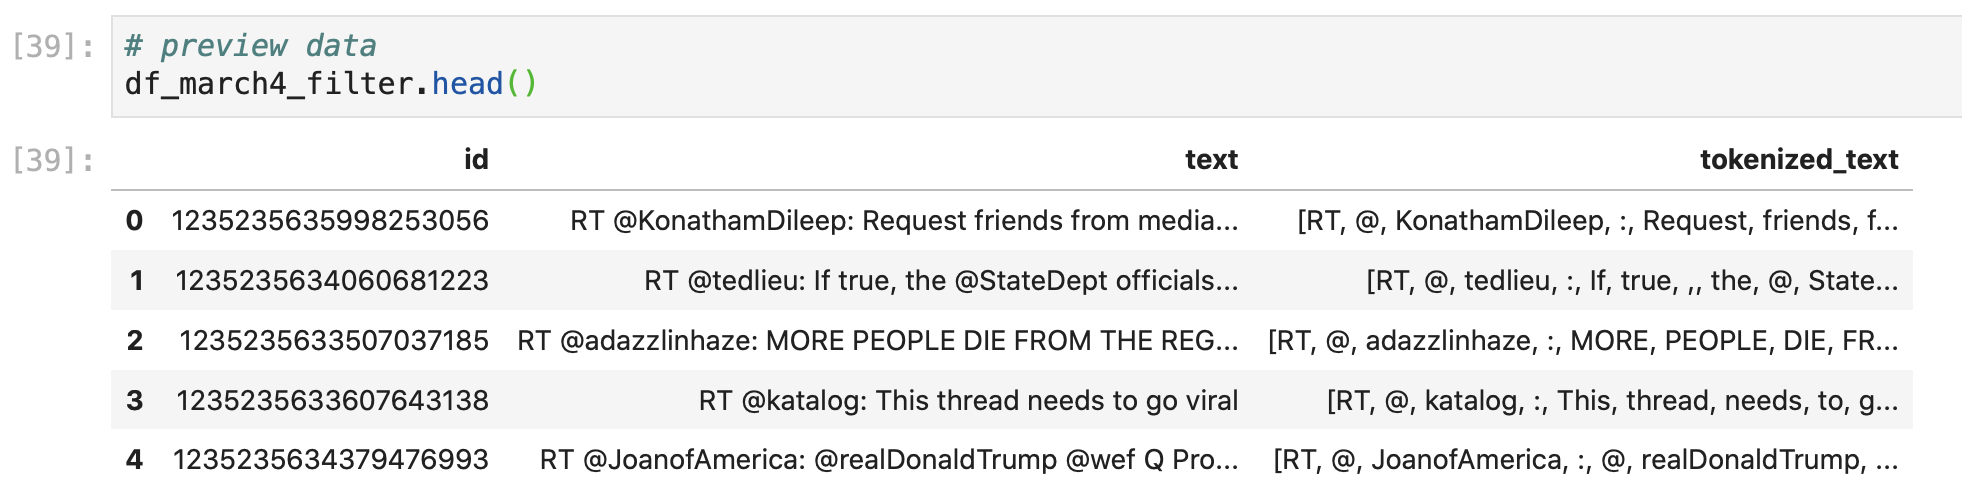 [39]: # preview data
df_march4_filter.head()
[39]: id text tokenized_text
0 1235235635998253056 RT @KonathamDileep: Request friends from media... [RT, @, KonathamDileep, :, Request, friends, f...
1 1235235634060681223 RT @tedlieu: If true, the @StateDept officials... [RT, @, tedlieu, :, If, true, ,, the, @, State...
2 1235235633507037185 RT @adazzlinhaze: MORE PEOPLE DIE FROM THE REG... [RT, @, adazzlinhaze, :, MORE, PEOPLE, DIE, FR...
3 1235235633607643138 RT @katalog: This thread needs to go viral [RT, @, katalog, :, This, thread, needs, to, g...
4 1235235634379476993 RT @JoanofAmerica: @realDonaldTrump @wef Q Pro... [RT, @, JoanofAmerica, :, @, realDonaldTrump, ...